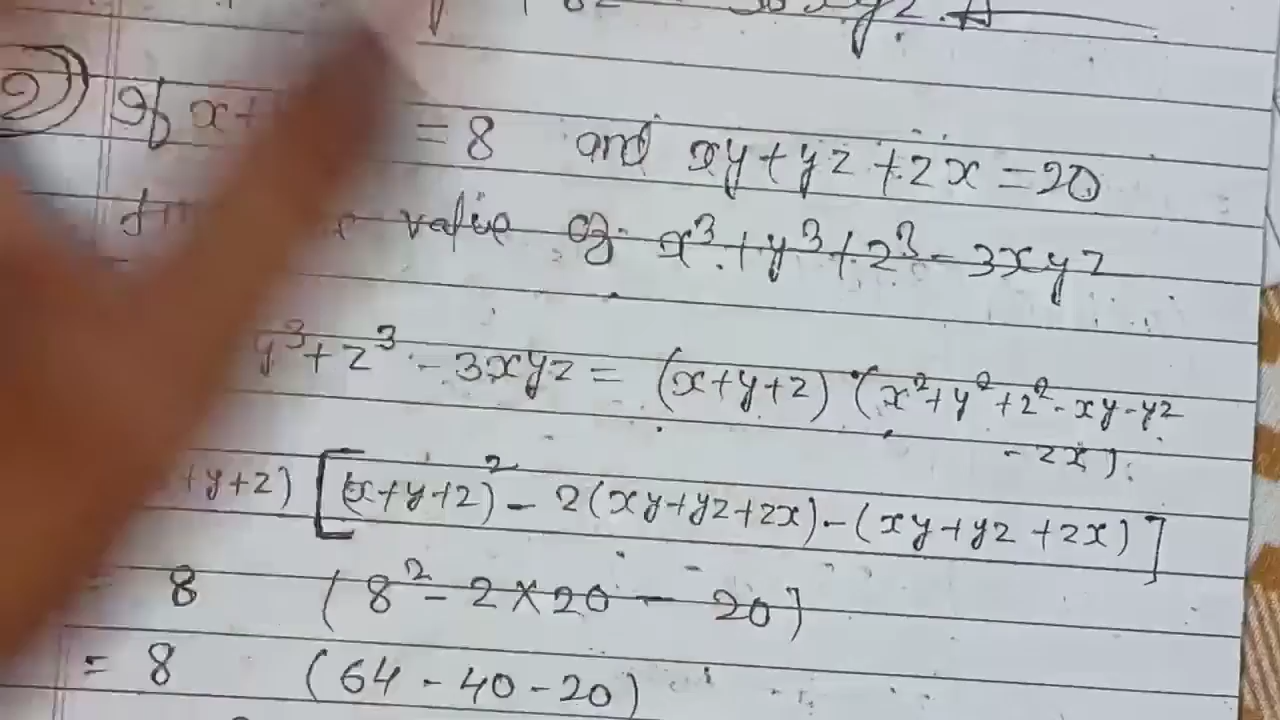 2) If x+ = 8 and xy+yz+zx=20
value of x³+y³+z³-3xyz
y³+z³-3xyz = (x+y+z) (x²+y²+z²-xy-yz
-zx).
+y+z) [(x+y+z)² - 2(xy+yz+zx)-(xy+yz+zx)]
= 8 (8²-2×20 - 20)
= 8 (64-40-20)